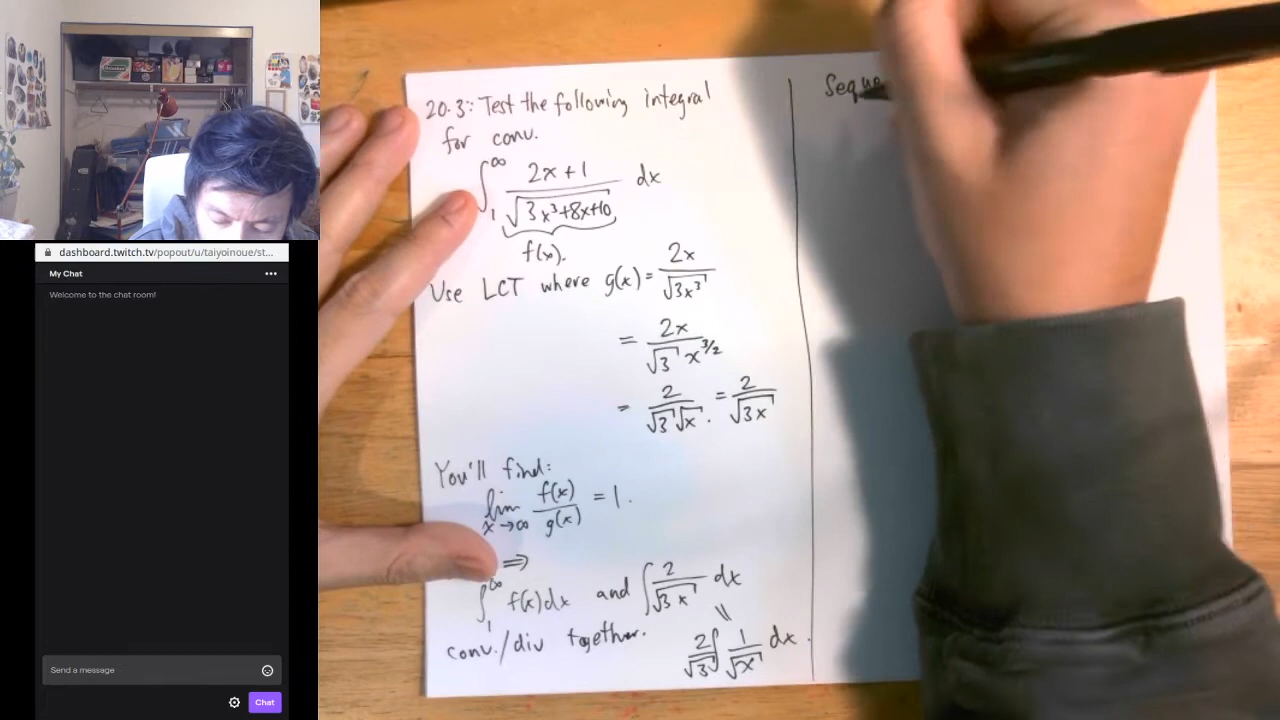 dashboard.twitch.tv/popout/u/taiyoinoue/st...
My Chat
Welcome to the chat room!
Send a message
Chat
20.3: Test the following integral
for conv.
∫₁^∞ (2x+1)/√(3x³+8x+10) dx
f(x).
Use LCT where g(x) = 2x/√(3x³)
= 2x/(√3 x^(3/2))
= 2/(√3 √x). = 2/√(3x)
You'll find:
lim x→∞ f(x)/g(x) = 1.
⇒
∫₁^∞ f(x)dx and ∫ 2/√(3x) dx
conv./div together.
= 2/√3 ∫ 1/√x dx.
Seque